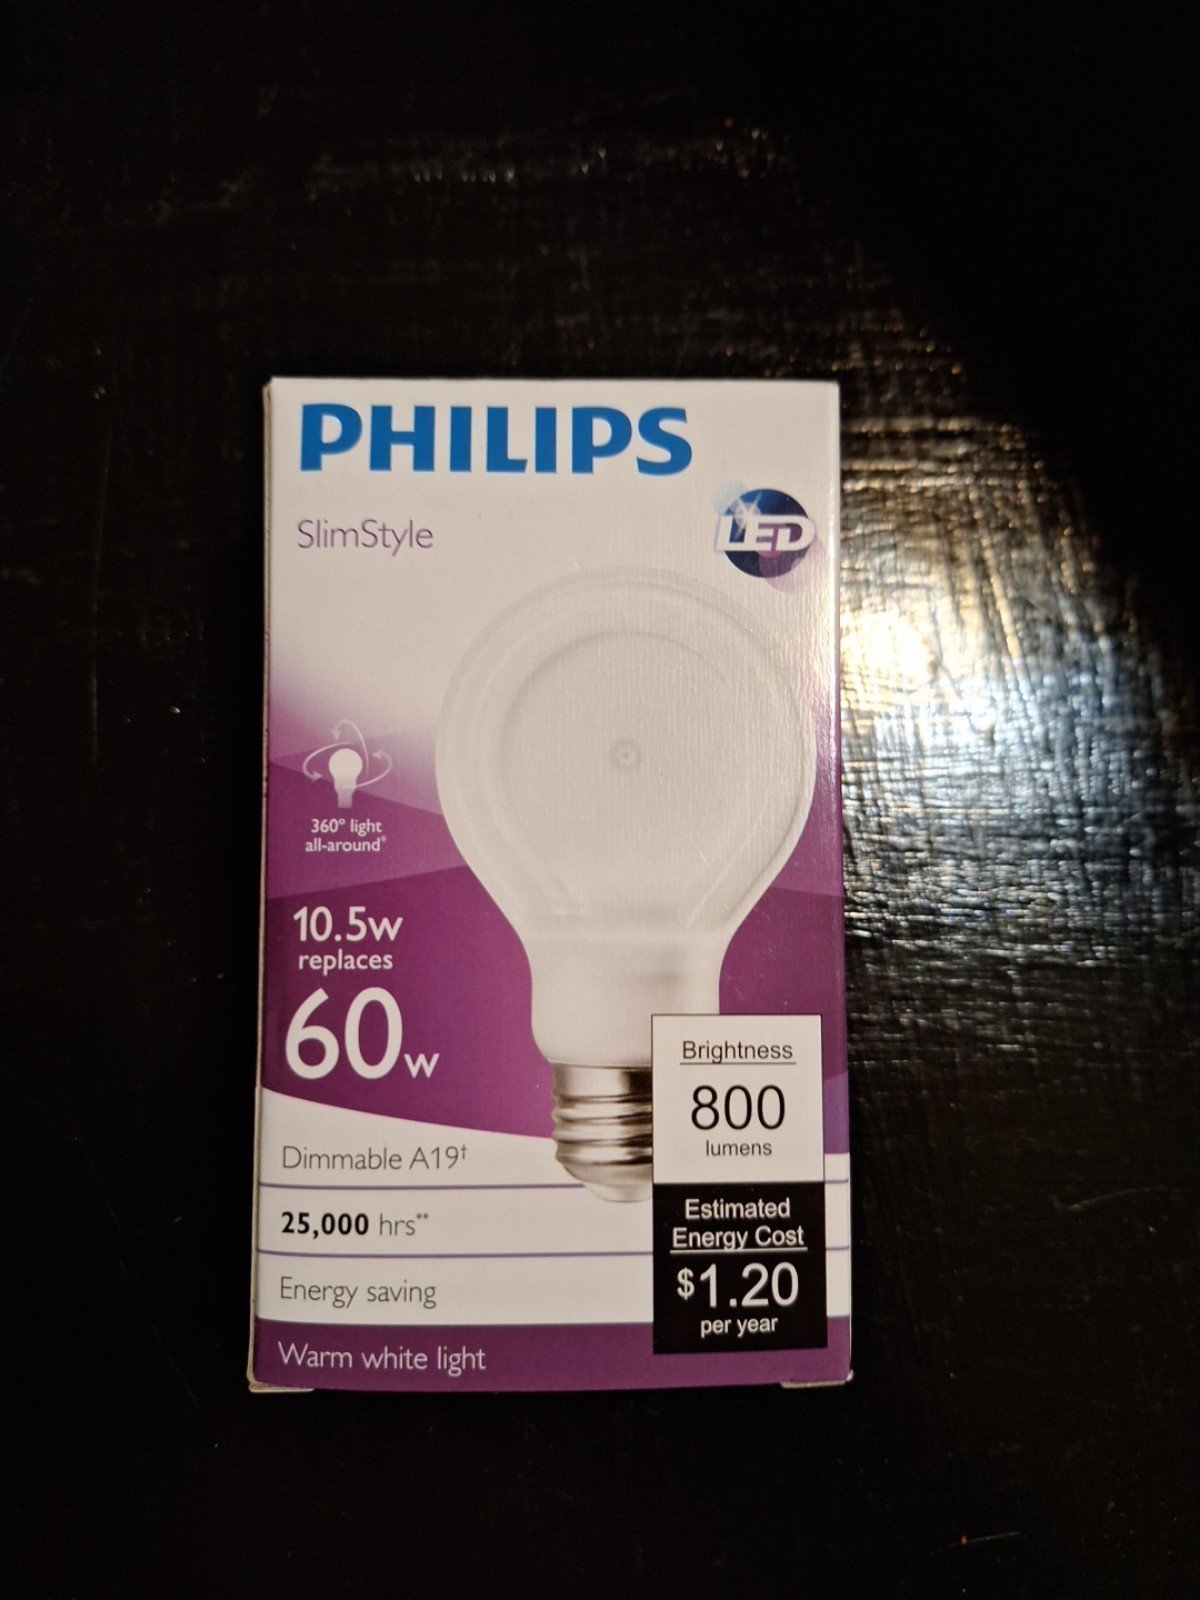 PHILIPS
SlimStyle
LED
360° light
all-around*
10.5w
replaces
60w
Dimmable A19†
25,000 hrs**
Energy saving
Warm white light
Brightness
800
lumens
Estimated
Energy Cost
$1.20
per year